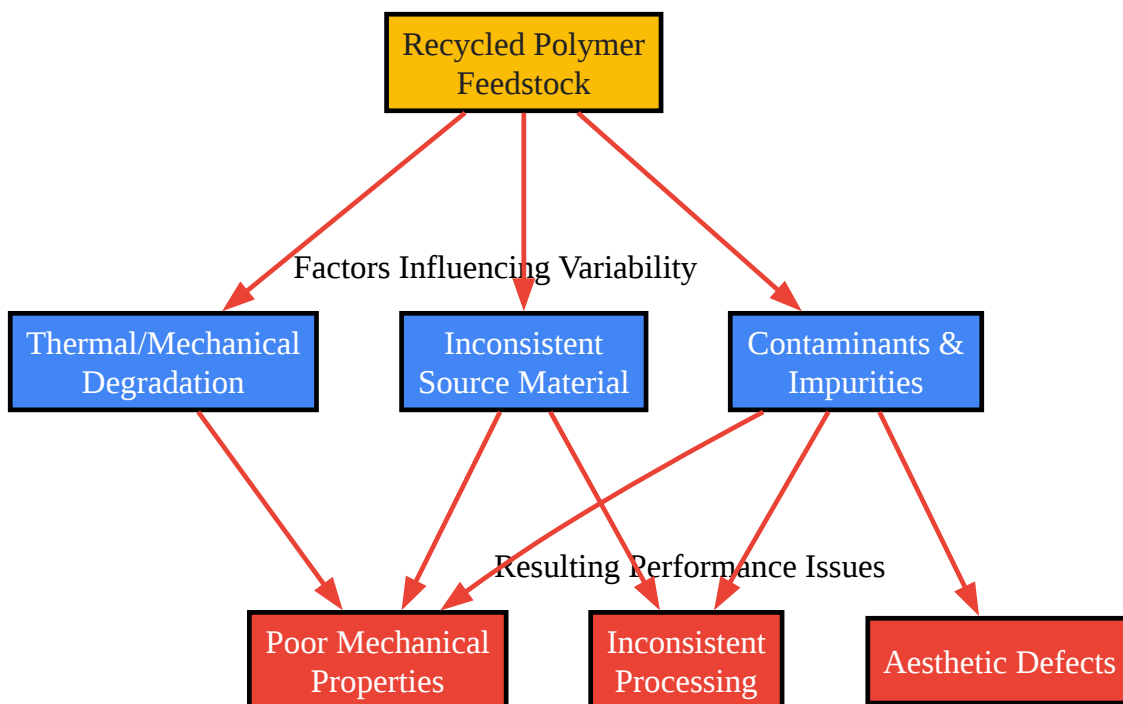 Recycled Polymer
Feedstock
Factors Influencing Variability
Thermal/Mechanical
Degradation
Inconsistent
Source Material
Contaminants &
Impurities
Resulting Performance Issues
Poor Mechanical
Properties
Inconsistent
Processing
Aesthetic Defects